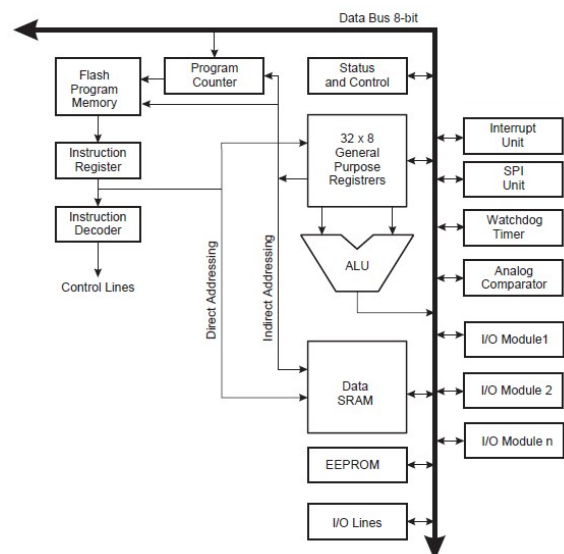 Data Bus 8-bit
Flash
Program
Memory
Program
Counter
Status
and Control
Interrupt
Unit
32 x 8
General
Purpose
Registrers
Instruction
Register
SPI
Unit
Instruction
Decoder
Watchdog
Timer
ALU
Analog
Comparator
Control Lines
Direct Addressing
Indirect Addressing
I/O Module1
Data
SRAM
I/O Module 2
I/O Module n
EEPROM
I/O Lines